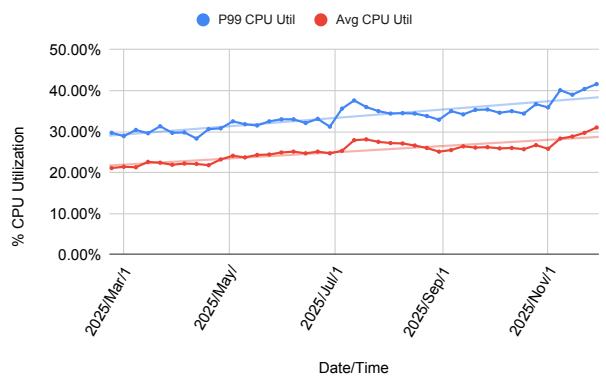 P99 CPU Util
Avg CPU Util
50.00%
40.00%
30.00%
20.00%
10.00%
0.00%
% CPU Utilization
2025/Mar/1
2025/May/
2025/Jul/1
2025/Sep/1
2025/Nov/1
Date/Time